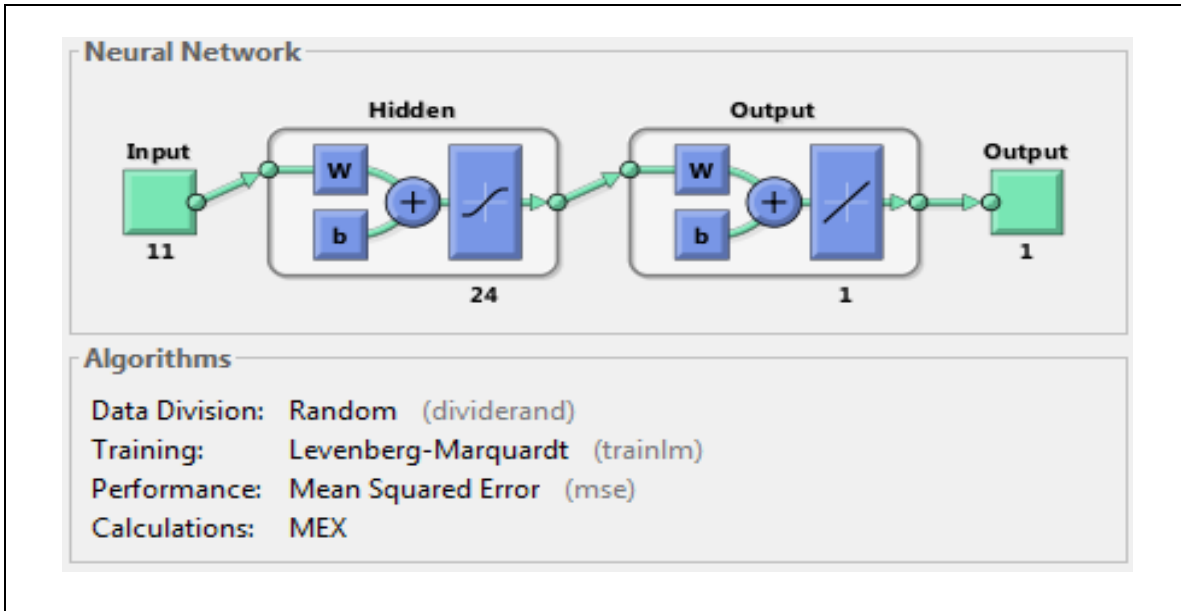 Neural Network
Hidden
Output
Input
Output
W
W
+
+
b
b
11
1
24
1
Algorithms
Data Division: Random (dividerand)
Training: Levenberg-Marquardt (trainlm)
Performance: Mean Squared Error (mse)
Calculations: MEX